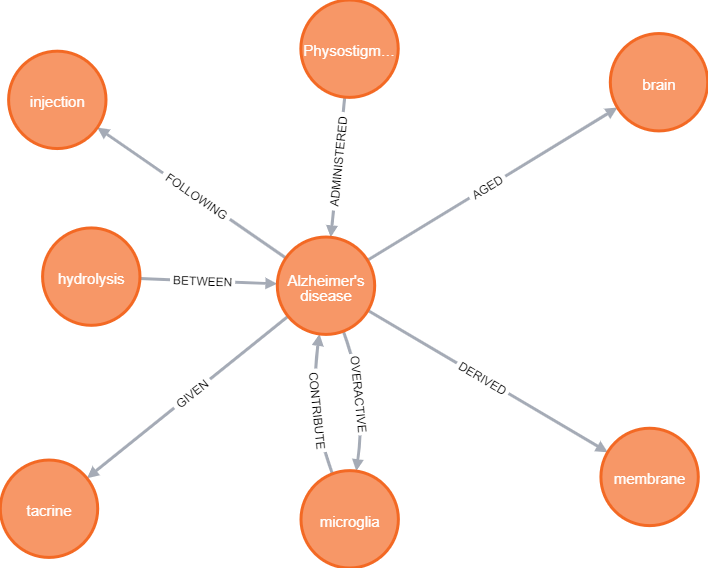 Physostigm...
injection
brain
ADMINISTERED
FOLLOWING
AGED
hydrolysis
BETWEEN
Alzheimer's
disease
GIVEN
CONTRIBUTE
OVERACTIVE
DERIVED
tacrine
microglia
membrane